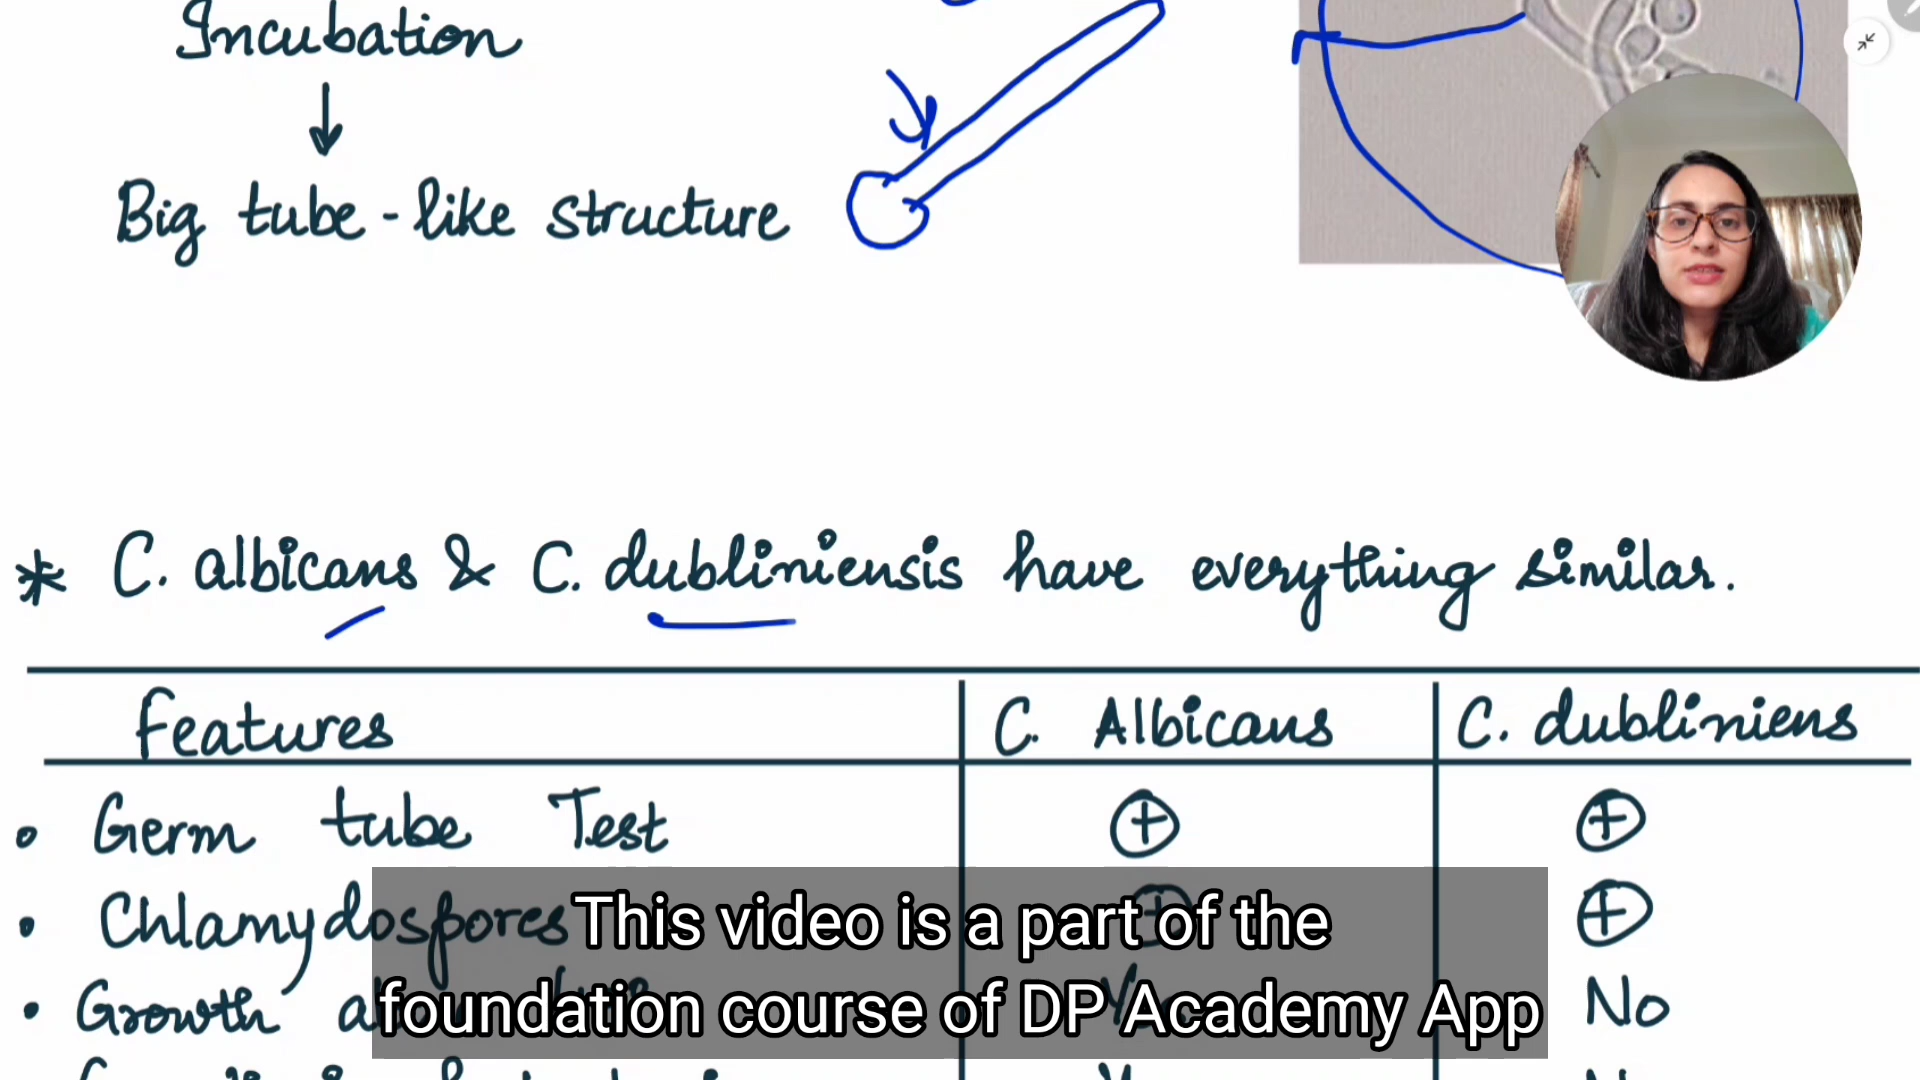 Incubation
↓
Big tube-like structure
* C. albicans & C. dubliniensis have everything similar.
Features C. Albicans C. dubliniens
• Germ tube Test ⊕ ⊕
• Chlamydospores ⊕ ⊕
• Growth No
This video is a part of the
foundation course of DP Academy App